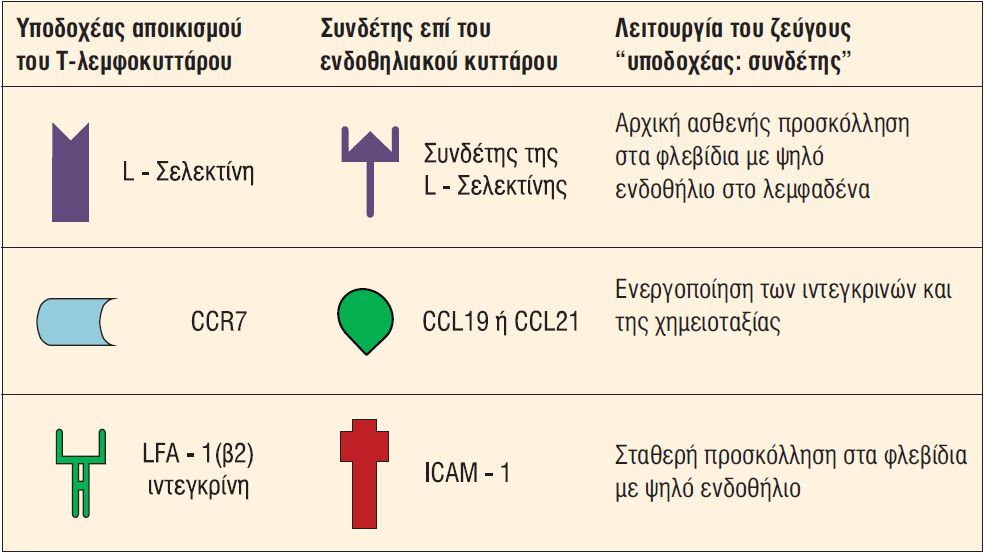 Υποδοχέας αποικισμού
του Τ-λεμφοκυττάρου
Συνδέτης επί του
ενδοθηλιακού κυττάρου
Λειτουργία του ζεύγους
“υποδοχέας: συνδέτης”
L - Σελεκτίνη
Συνδέτης της
L - Σελεκτίνης
Αρχική ασθενής προσκόλληση
στα φλεβίδια με ψηλό
ενδοθήλιο στο λεμφαδένα
CCR7
CCL19 ή CCL21
Ενεργοποίηση των ιντεγκρινών και
της χημειοταξίας
LFA - 1(β2)
ιντεγκρίνη
ICAM - 1
Σταθερή προσκόλληση στα φλεβίδια
με ψηλό ενδοθήλιο